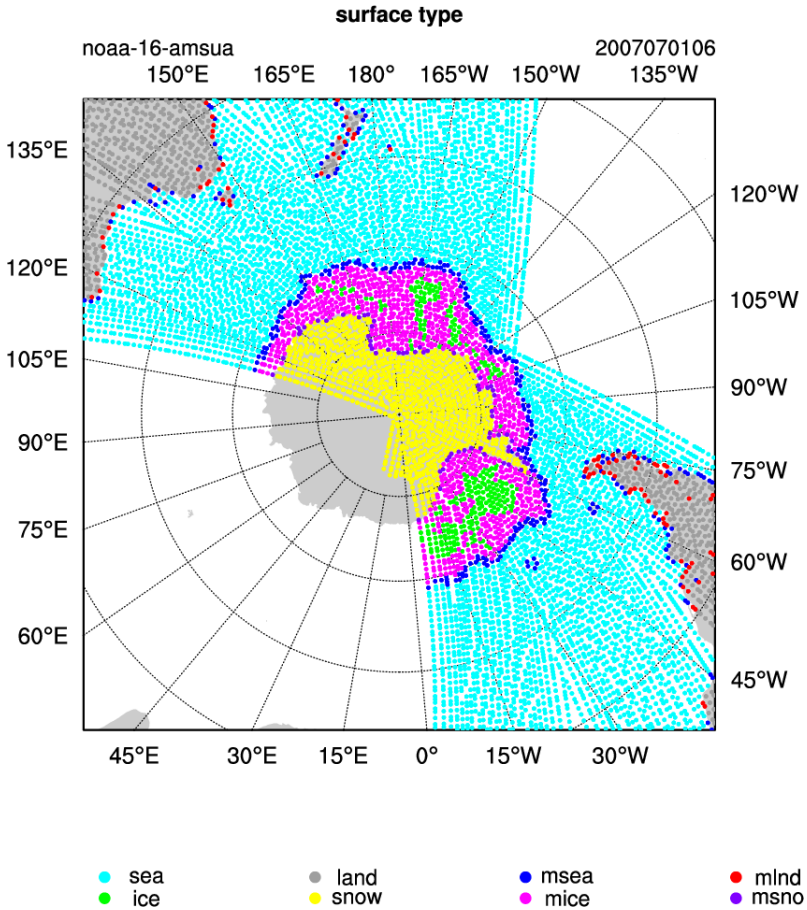 surface type
noaa-16-amsua 2007070106
150°E 165°E 180° 165°W 150°W 135°W
135°E
120°W
120°E
105°W
105°E
90°W
90°E
75°W
75°E
60°W
60°E
45°W
45°E 30°E 15°E 0° 15°W 30°W
sea land msea mlnd
ice snow mice msno